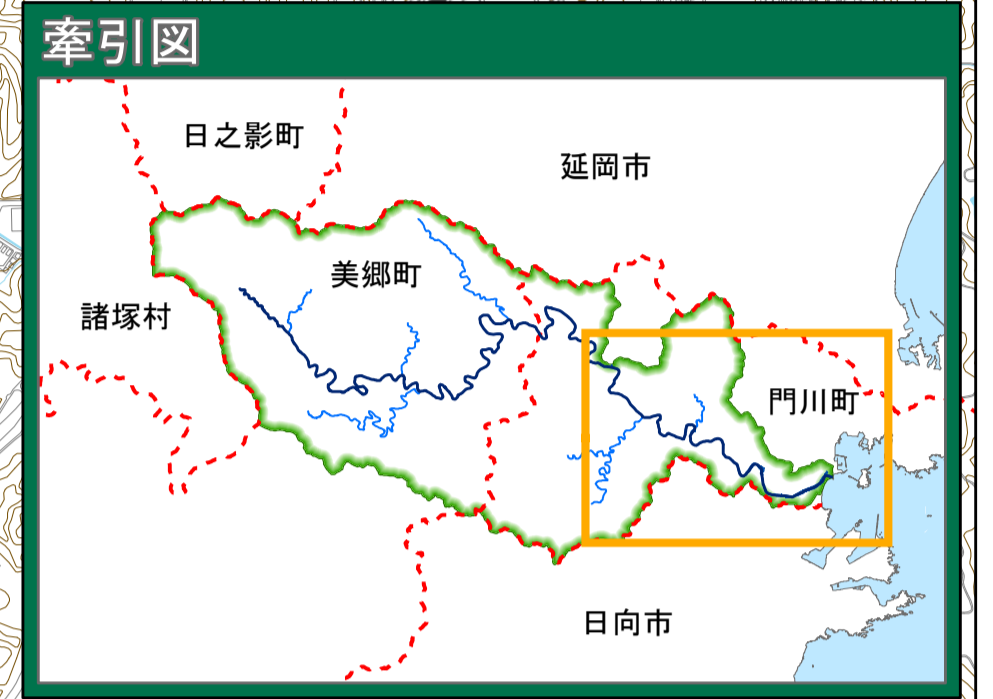 牽引図
日之影町
延岡市
美郷町
諸塚村
門川町
日向市